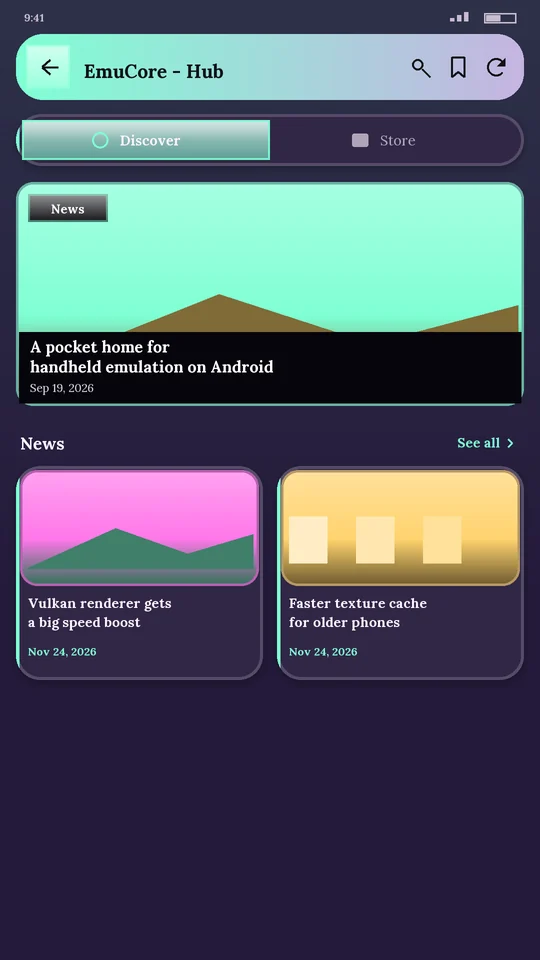 9:41
EmuCore - Hub
Discover
Store
News
A pocket home for
handheld emulation on Android
Sep 19, 2026
News
See all
Vulkan renderer gets
a big speed boost
Nov 24, 2026
Faster texture cache
for older phones
Nov 24, 2026